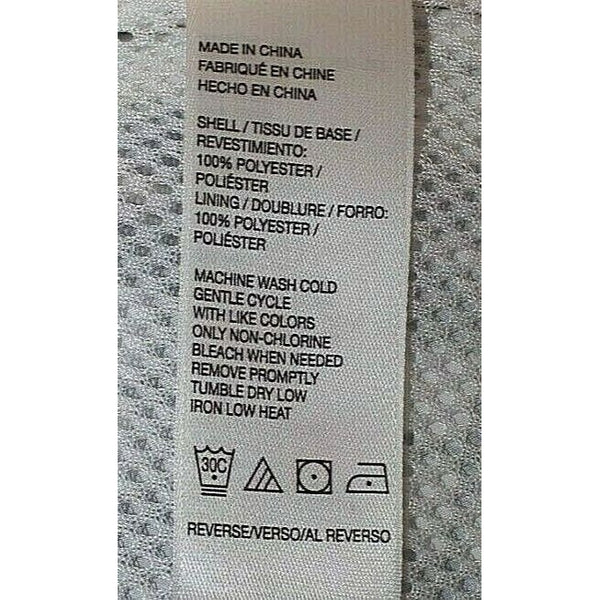 MADE IN CHINA
FABRIQUÉ EN CHINE
HECHO EN CHINA
SHELL / TISSU DE BASE /
REVESTIMIENTO:
100% POLYESTER /
POLIÉSTER
LINING / DOUBLURE / FORRO:
100% POLYESTER /
POLIÉSTER
MACHINE WASH COLD
GENTLE CYCLE
WITH LIKE COLORS
ONLY NON-CHLORINE
BLEACH WHEN NEEDED
REMOVE PROMPTLY
TUMBLE DRY LOW
IRON LOW HEAT
30C
REVERSE/VERSO/AL REVERSO